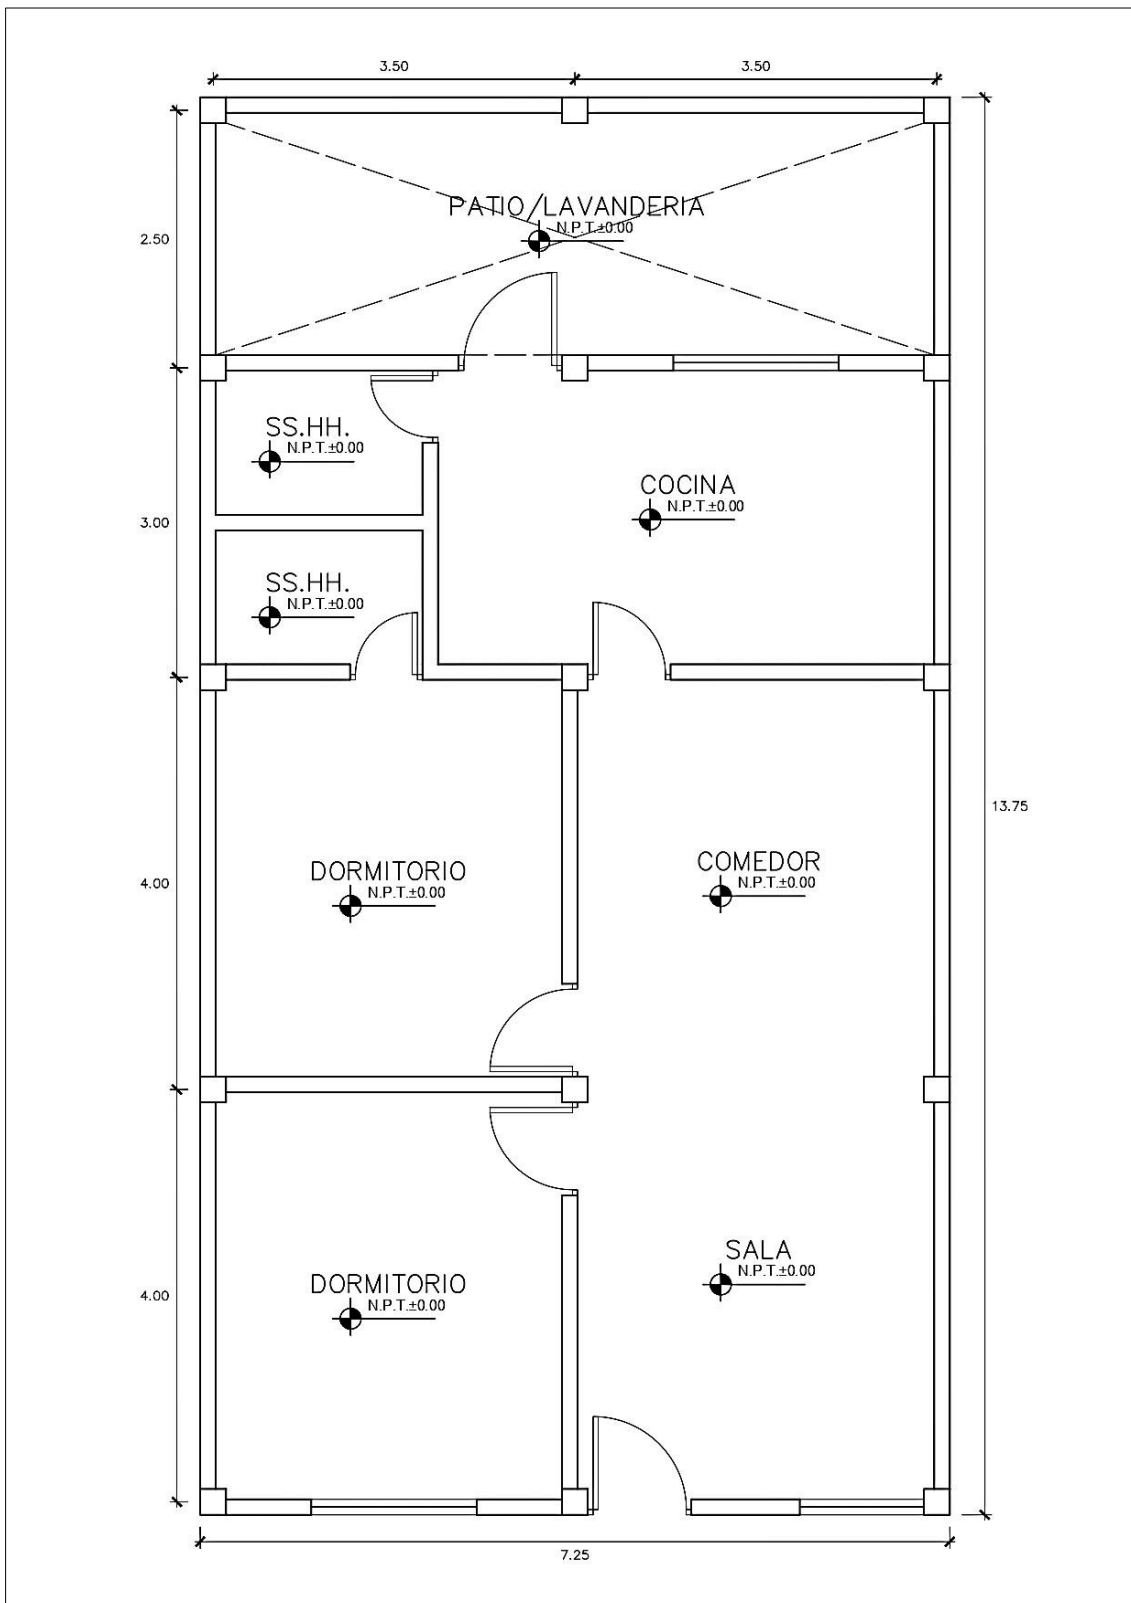 3.50
3.50
PATIO/LAVANDERIA
N.P.T.±0.00
2.50
SS.HH.
N.P.T.±0.00
COCINA
N.P.T.±0.00
3.00
SS.HH.
N.P.T.±0.00
13.75
DORMITORIO
N.P.T.±0.00
COMEDOR
N.P.T.±0.00
4.00
SALA
N.P.T.±0.00
DORMITORIO
N.P.T.±0.00
4.00
7.25